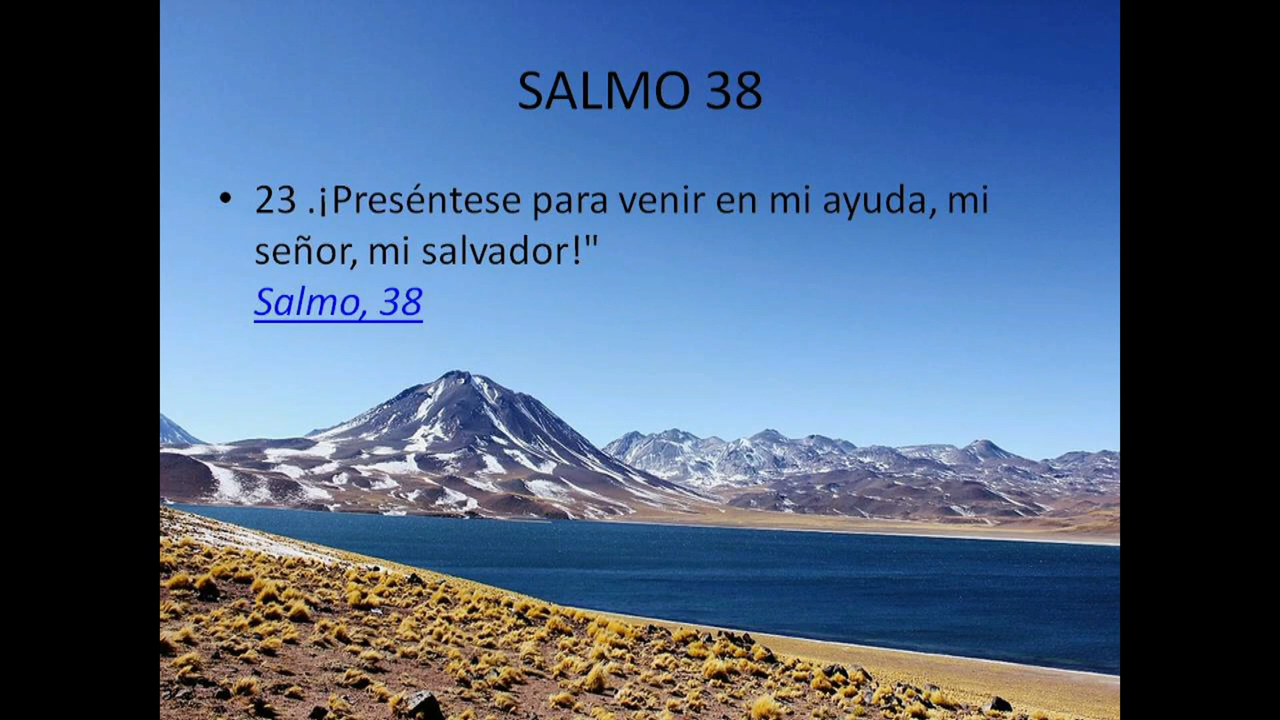 SALMO 38
• 23 .¡Preséntese para venir en mi ayuda, mi
señor, mi salvador!"
Salmo, 38